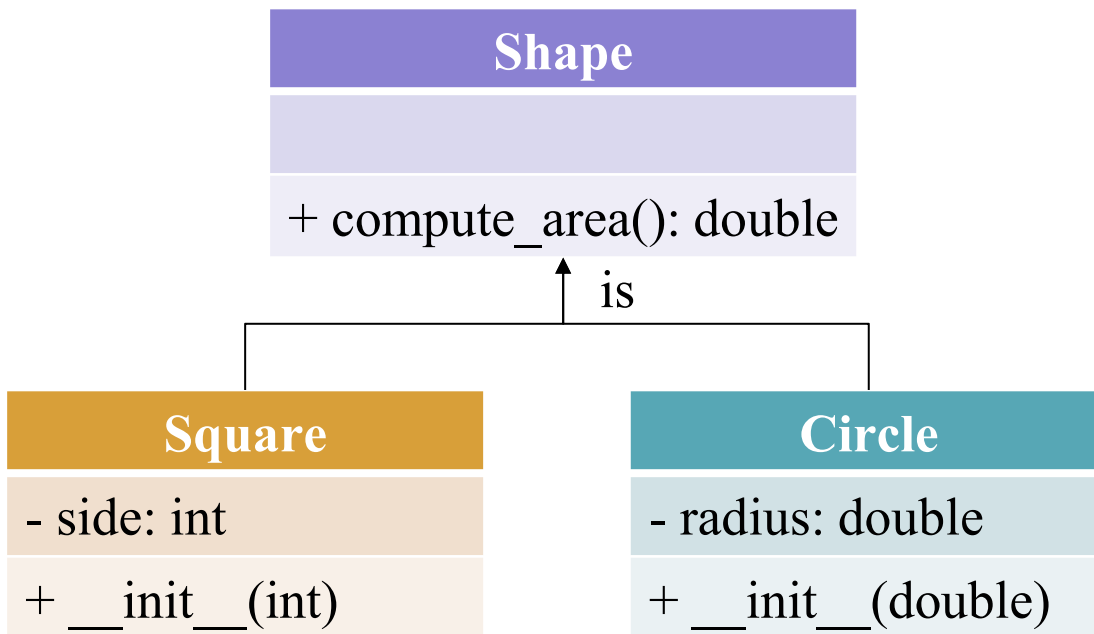 Shape
+ compute_area(): double
is
Square
- side: int
+ __init__(int)
Circle
- radius: double
+ __init__(double)